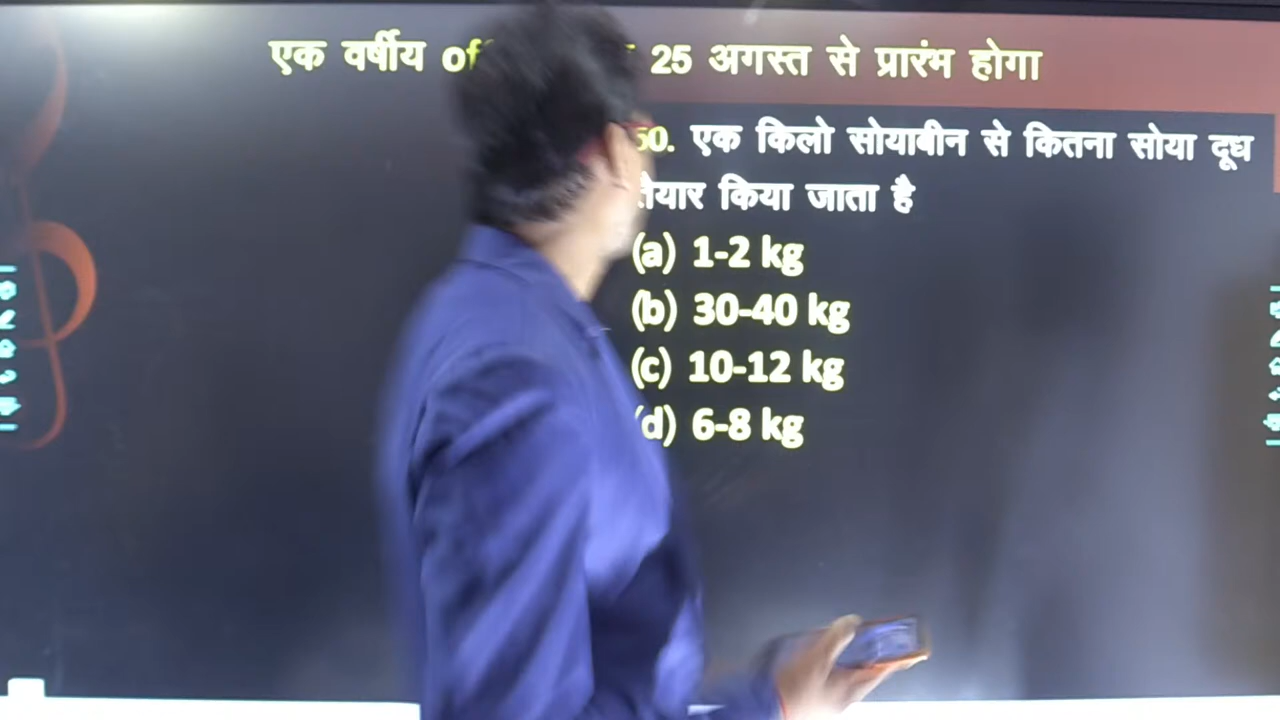 एक वर्षीय of 25 अगस्त से प्रारंभ होगा
50. एक किलो सोयाबीन से कितना सोया दूध
तैयार किया जाता है
(a) 1-2 kg
(b) 30-40 kg
(c) 10-12 kg
(d) 6-8 kg